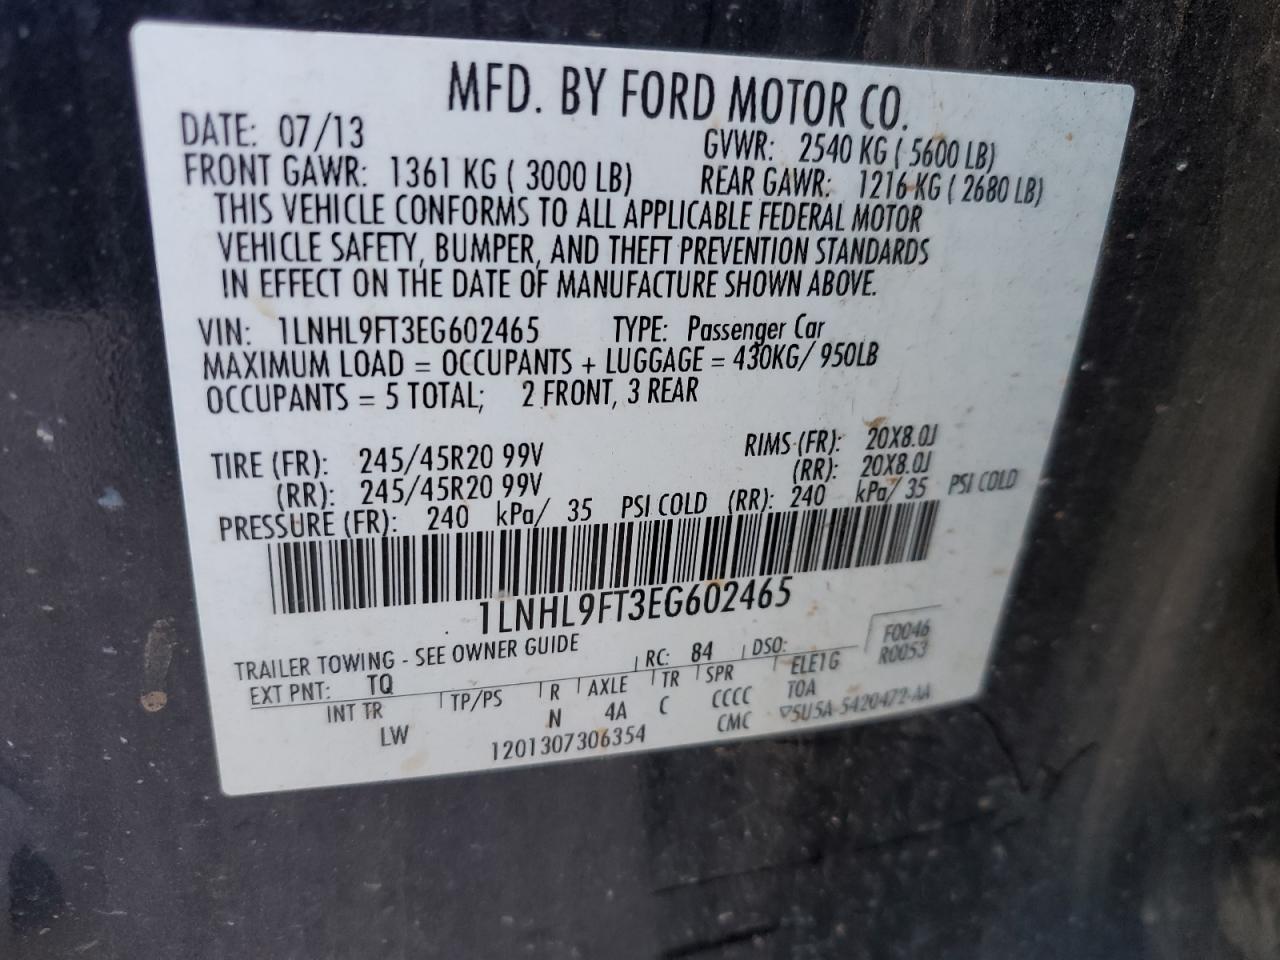 MFD. BY FORD MOTOR CO.
DATE: 07/13 GVWR: 2540 KG ( 5600 LB)
FRONT GAWR: 1361 KG ( 3000 LB) REAR GAWR: 1216 KG ( 2680 LB)
THIS VEHICLE CONFORMS TO ALL APPLICABLE FEDERAL MOTOR
VEHICLE SAFETY, BUMPER, AND THEFT PREVENTION STANDARDS
IN EFFECT ON THE DATE OF MANUFACTURE SHOWN ABOVE.
VIN: 1LNHL9FT3EG602465 TYPE: Passenger Car
MAXIMUM LOAD = OCCUPANTS + LUGGAGE = 430KG/ 950LB
OCCUPANTS = 5 TOTAL; 2 FRONT, 3 REAR
TIRE (FR): 245/45R20 99V RIMS (FR): 20X8.0J
(RR): 245/45R20 99V (RR): 20X8.0J
PRESSURE (FR): 240 kPa/ 35 PSI COLD (RR): 240 kPa/ 35 PSI COLD
1LNHL9FT3EG602465
TRAILER TOWING - SEE OWNER GUIDE F0046
EXT PNT: TQ RC: 84 DSO: R0053
INT TR TP/PS R AXLE TR SPR ELE1G
LW N 4A C CCCC TOA
1201307306354 CMC ▽5U5A-5420472-AA